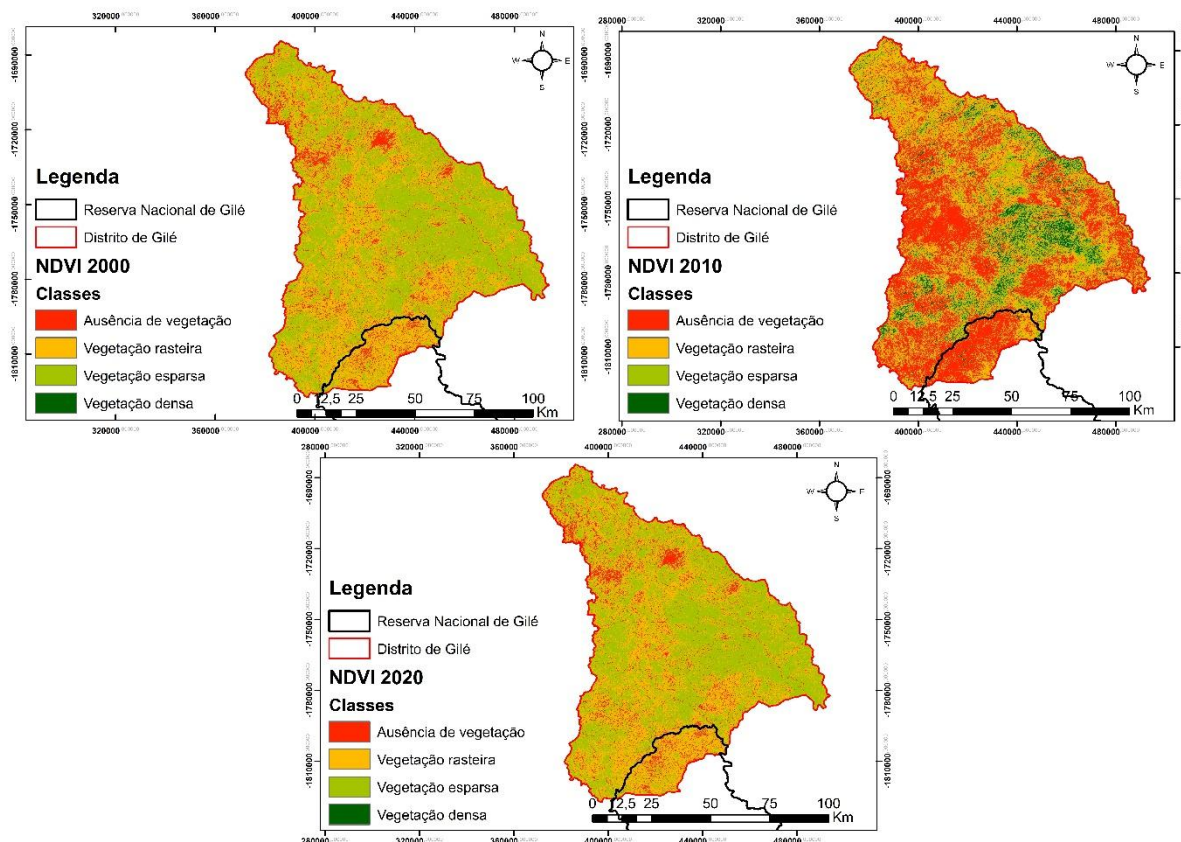 320000 360000 400000 440000 480000
N
W E
S
-1690000
-1720000
-1750000
-1780000
-1810000
Legenda
Reserva Nacional de Gilé
Distrito de Gilé
NDVI 2000
Classes
Ausência de vegetação
Vegetação rasteira
Vegetação esparsa
Vegetação densa
0 12,5 25 50 75 100
Km
320000 360000 400000 440000 480000
280000 320000 360000 400000 440000 480000
N
W E
S
-1690000
-1720000
-1750000
-1780000
-1810000
Legenda
Reserva Nacional de Gilé
Distrito de Gilé
NDVI 2010
Classes
Ausência de vegetação
Vegetação rasteira
Vegetação esparsa
Vegetação densa
0 12,5 25 50 75 100
Km
280000 320000 360000 400000 440000 480000
280000 320000 360000 400000 440000 480000
N
W E
S
-1690000
-1720000
-1750000
-1780000
-1810000
Legenda
Reserva Nacional de Gilé
Distrito de Gilé
NDVI 2020
Classes
Ausência de vegetação
Vegetação rasteira
Vegetação esparsa
Vegetação densa
0 12,5 25 50 75 100
Km
280000 320000 360000 400000 440000 480000